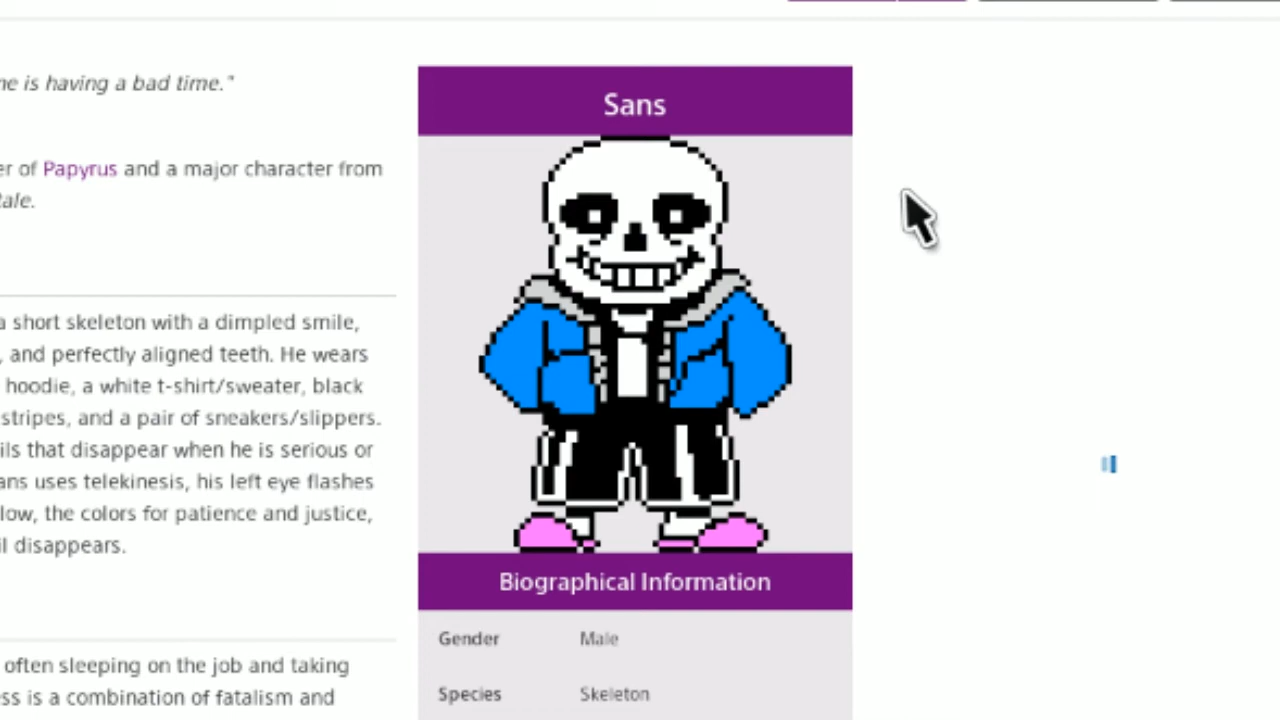 ne is having a bad time."
er of Papyrus and a major character from
tale.
a short skeleton with a dimpled smile,
, and perfectly aligned teeth. He wears
hoodie, a white t-shirt/sweater, black
stripes, and a pair of sneakers/slippers.
ils that disappear when he is serious or
ans uses telekinesis, his left eye flashes
low, the colors for patience and justice,
il disappears.
often sleeping on the job and taking
ss is a combination of fatalism and
Sans
Biographical Information
Gender Male
Species Skeleton